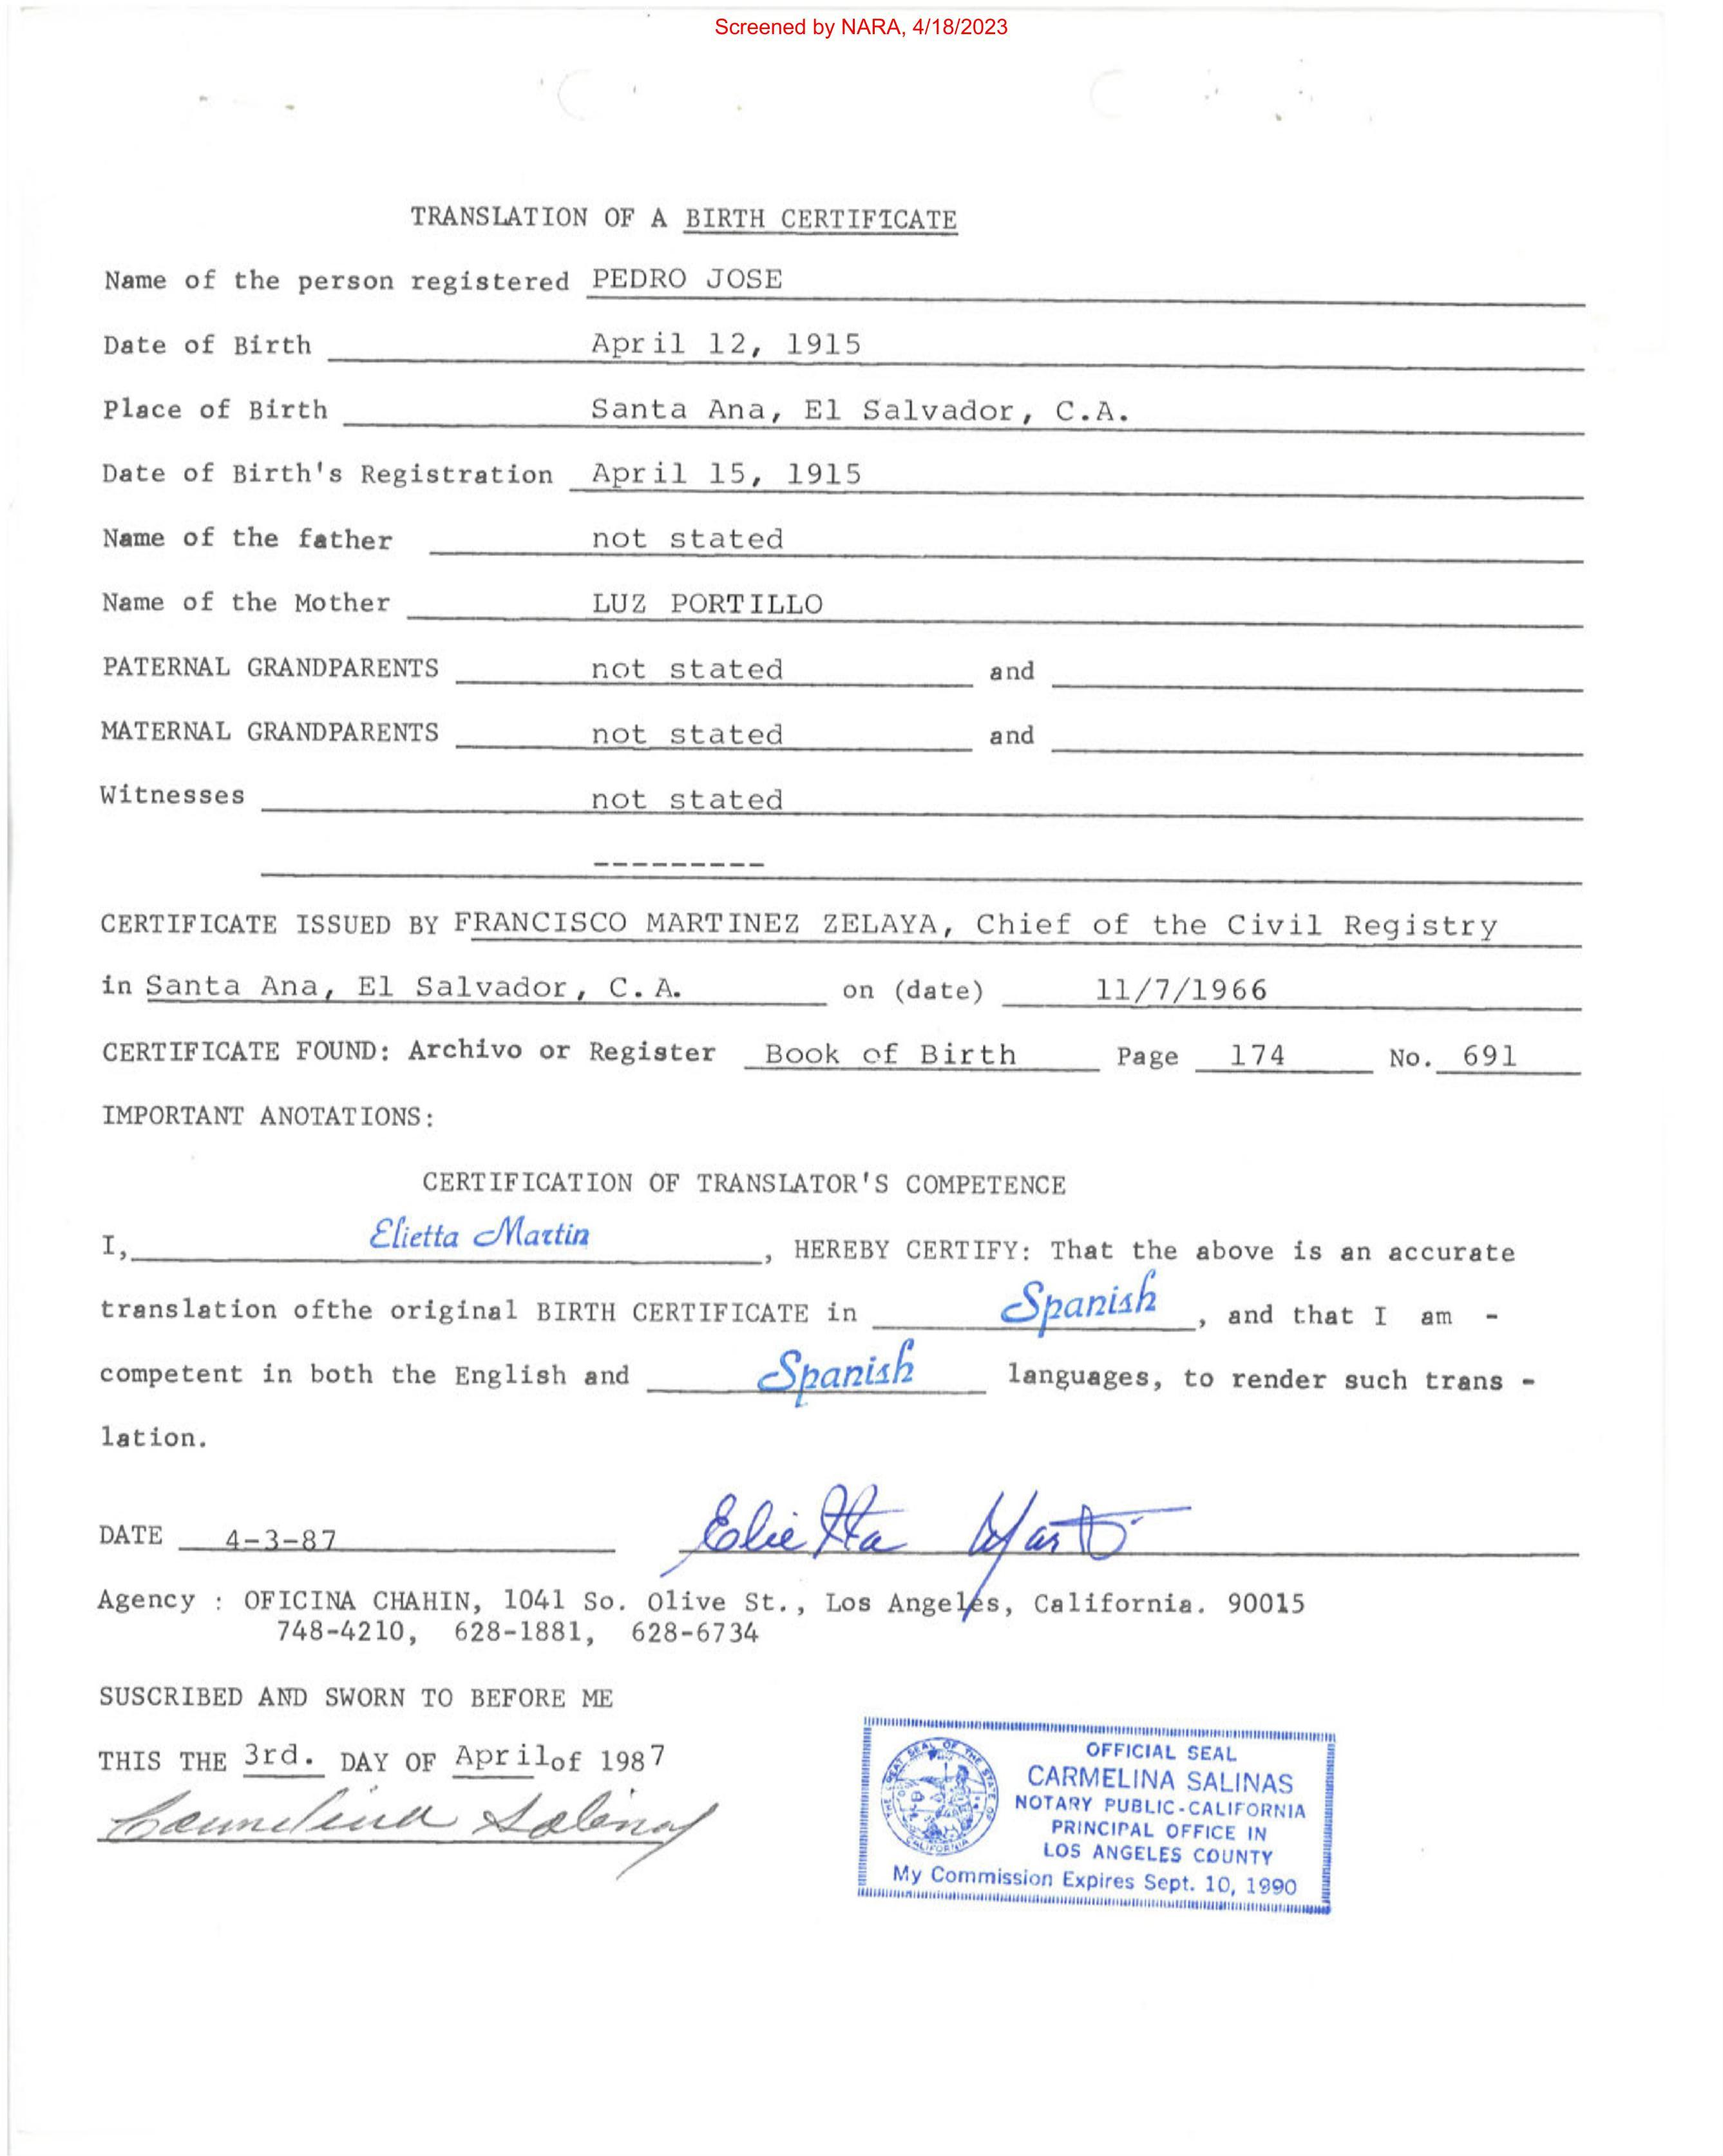 Screened by NARA, 4/18/2023
TRANSLATION OF A BIRTH CERTIFICATE
Name of the person registered PEDRO JOSE
Date of Birth April 12, 1915
Place of Birth Santa Ana, El Salvador, C.A.
Date of Birth's Registration April 15, 1915
Name of the father not stated
Name of the Mother LUZ PORTILLO
PATERNAL GRANDPARENTS not stated and
MATERNAL GRANDPARENTS not stated and
Witnesses not stated
---------
CERTIFICATE ISSUED BY FRANCISCO MARTINEZ ZELAYA, Chief of the Civil Registry
in Santa Ana, El Salvador, C.A. on (date) 11/7/1966
CERTIFICATE FOUND: Archivo or Register Book of Birth Page 174 No. 691
IMPORTANT ANOTATIONS:
CERTIFICATION OF TRANSLATOR'S COMPETENCE
I, Elietta Martin, HEREBY CERTIFY: That the above is an accurate
translation ofthe original BIRTH CERTIFICATE in Spanish, and that I am -
competent in both the English and Spanish languages, to render such trans -
lation.
DATE 4-3-87 Elietta Martin
Agency : OFICINA CHAHIN, 1041 So. Olive St., Los Angeles, California. 90015
748-4210, 628-1881, 628-6734
SUSCRIBED AND SWORN TO BEFORE ME
THIS THE 3rd. DAY OF April of 1987
Carmelina Salinas
THE GREAT SEAL OF THE STATE OF CALIFORNIA
OFFICIAL SEAL
CARMELINA SALINAS
NOTARY PUBLIC-CALIFORNIA
PRINCIPAL OFFICE IN
LOS ANGELES COUNTY
My Commission Expires Sept. 10, 1990